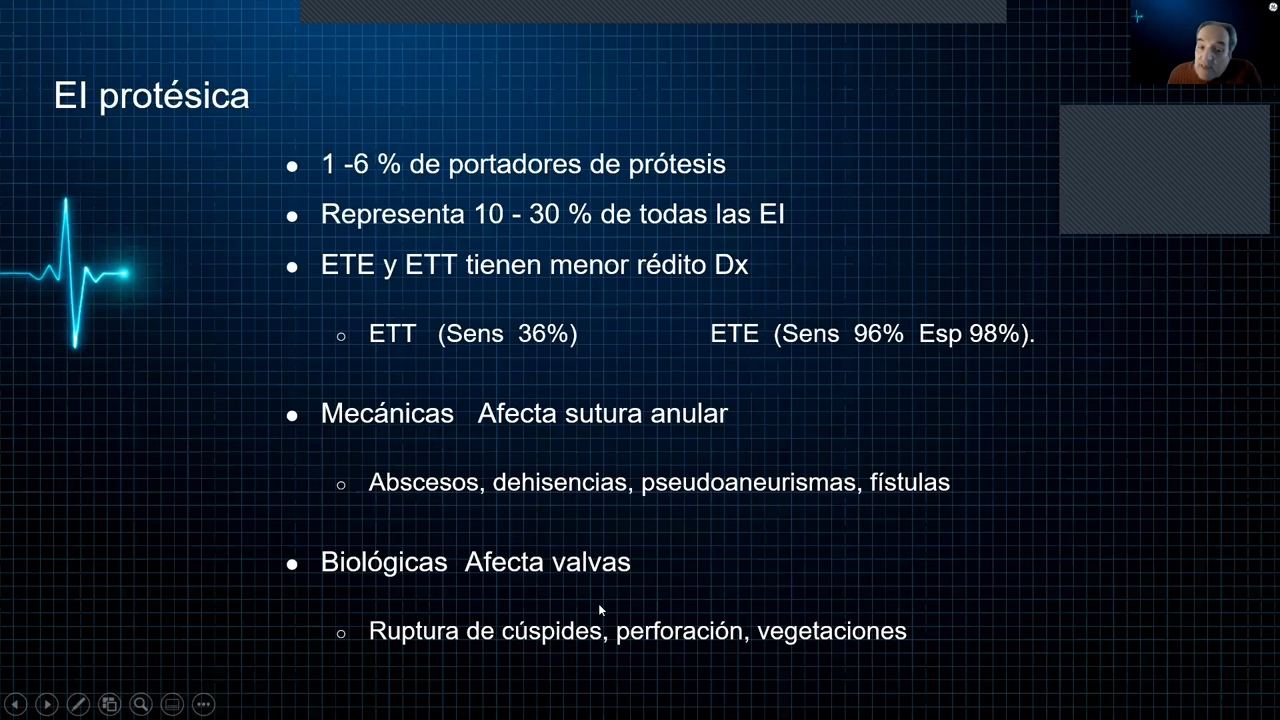 EI protésica
● 1 -6 % de portadores de prótesis
● Representa 10 - 30 % de todas las EI
● ETE y ETT tienen menor rédito Dx
○ ETT (Sens 36%) ETE (Sens 96% Esp 98%).
● Mecánicas Afecta sutura anular
○ Abscesos, dehisencias, pseudoaneurismas, fístulas
● Biológicas Afecta valvas
○ Ruptura de cúspides, perforación, vegetaciones